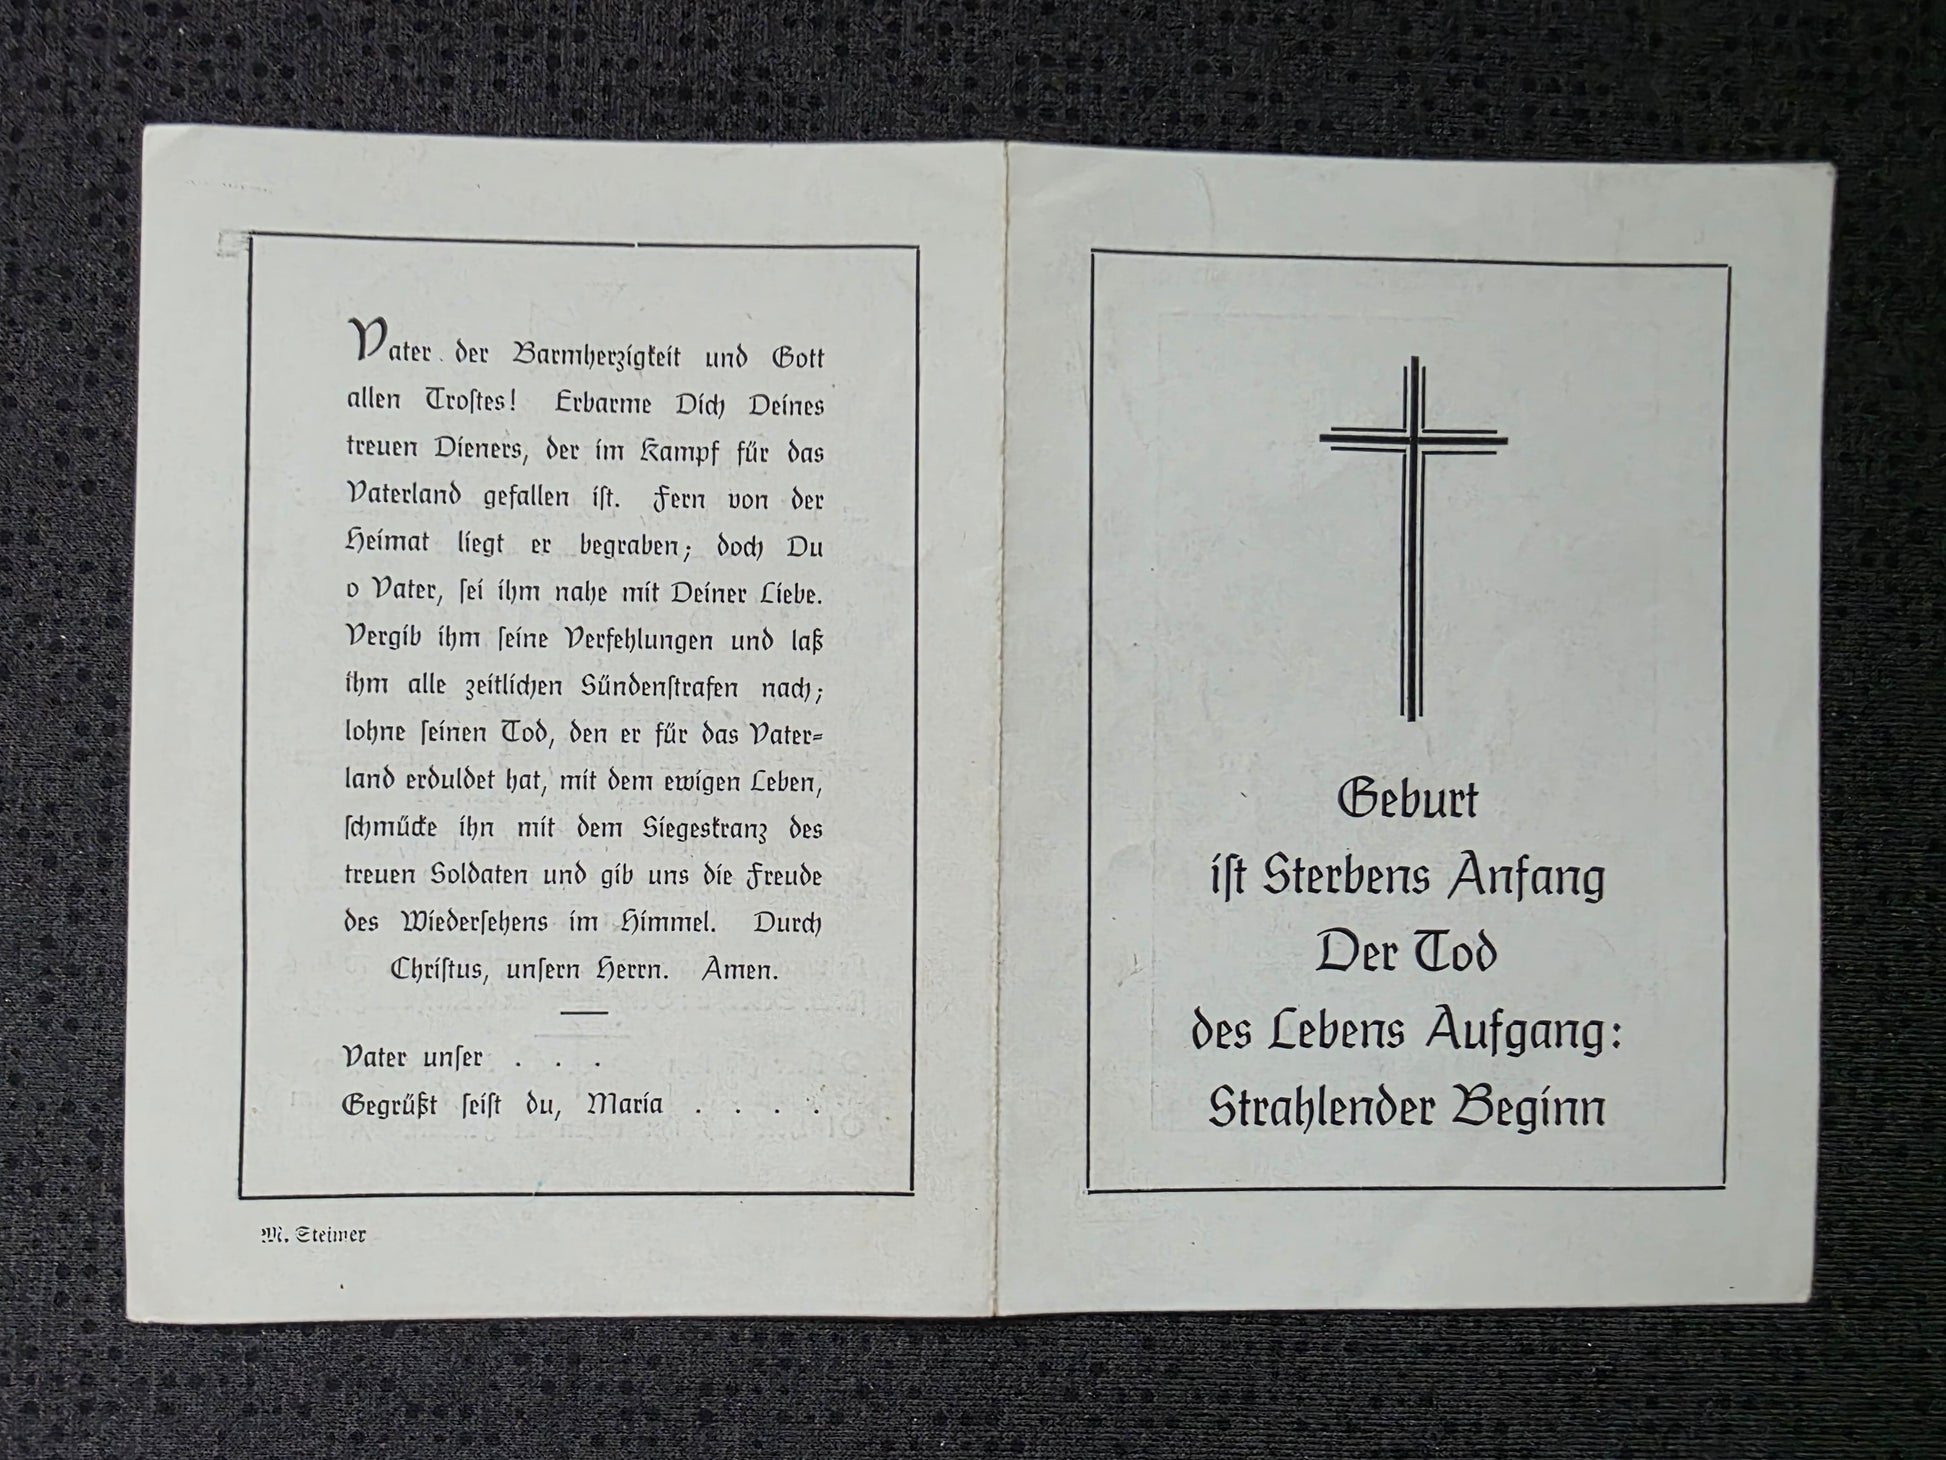 Vater der Barmherzigkeit und Gott
allen Troſtes! Erbarme Dich Deines
treuen Dieners, der im Kampf für das
Vaterland gefallen iſt. Fern von der
Heimat liegt er begraben; doch Du
o Vater, ſei ihm nahe mit Deiner Liebe.
Vergib ihm ſeine Verfehlungen und laß
ihm alle zeitlichen Sündenſtrafen nach;
lohne ſeinen Tod, den er für das Vater⸗
land erduldet hat, mit dem ewigen Leben,
ſchmücke ihn mit dem Siegeskranz des
treuen Soldaten und gib uns die Freude
des Wiederſehens im Himmel. Durch
Chriſtus, unſern Herrn. Amen.
Vater unſer . . .
Gegrüßt ſeiſt du, Maria . . . .
M. Steimer
Geburt
iſt Sterbens Anfang
Der Tod
des Lebens Aufgang:
Strahlender Beginn